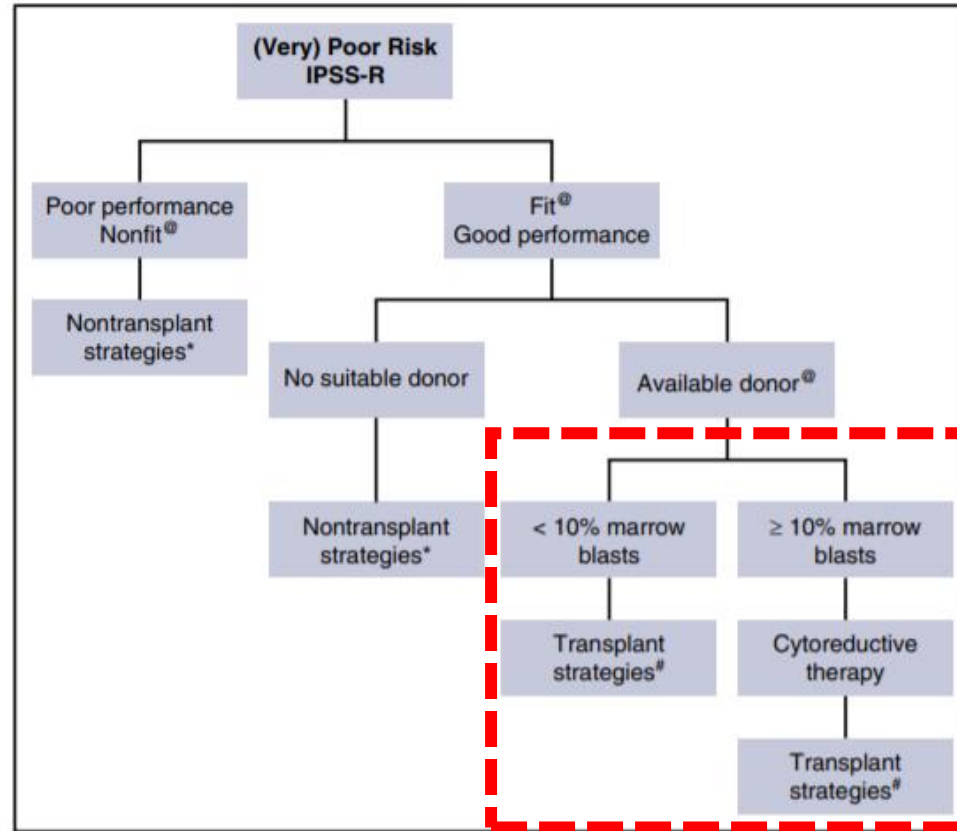 (Very) Poor Risk
IPSS-R
Poor performance
Nonfit@
Fit@
Good performance
Nontransplant
strategies*
No suitable donor
Available donor@
Nontransplant
strategies*
< 10% marrow
blasts
≥ 10% marrow
blasts
Transplant
strategies#
Cytoreductive
therapy
Transplant
strategies#